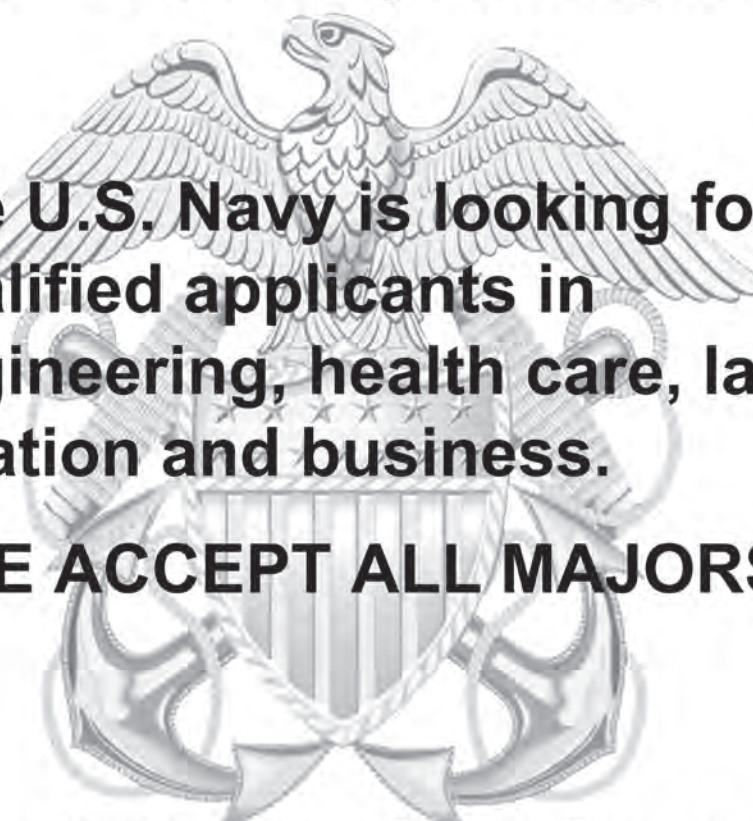 e U.S. Navy is looking fo
alified applicants in
gineering, health care, la
ation and business.
E ACCEPT ALL MAJORS